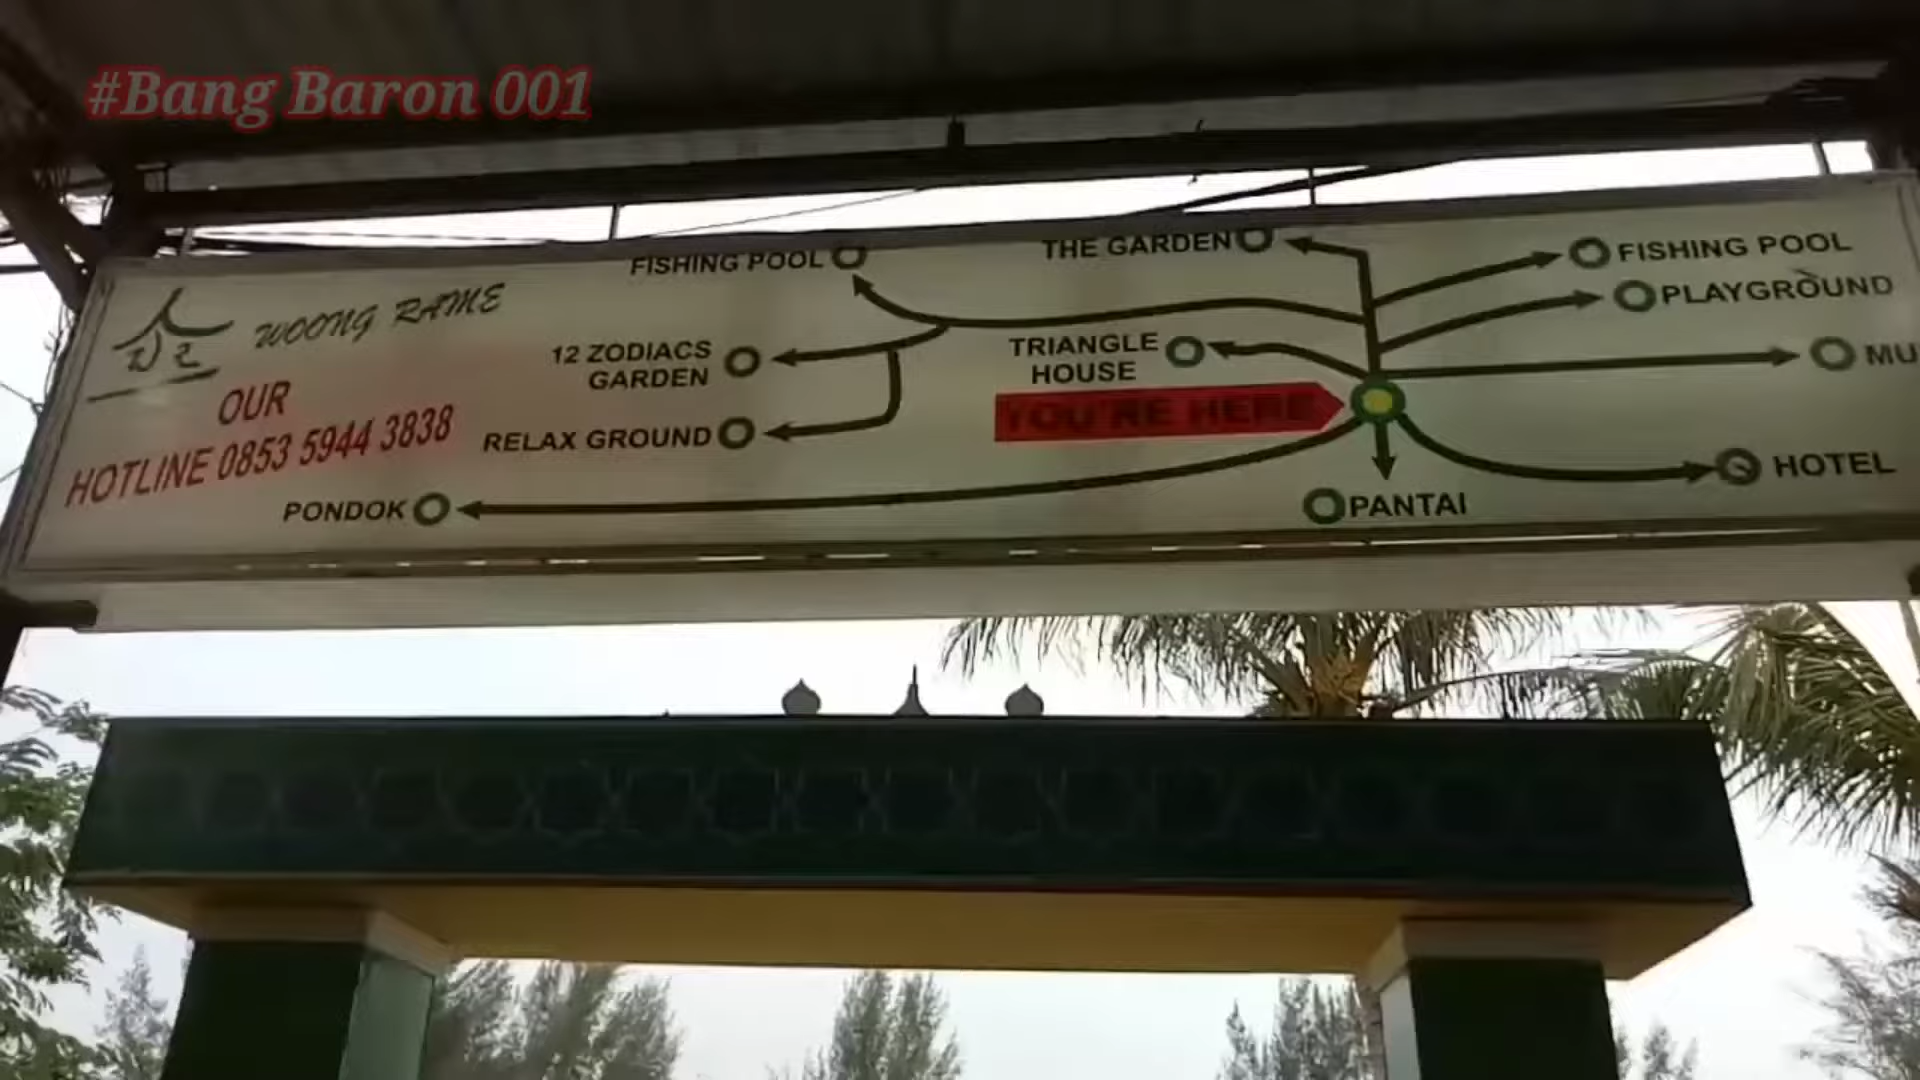 #Bang Baron 001
WOONG RAME
OUR
HOTLINE 0853 5944 3838
FISHING POOL
12 ZODIACS
GARDEN
RELAX GROUND
PONDOK
THE GARDEN
TRIANGLE
HOUSE
YOU'RE HERE
PANTAI
FISHING POOL
PLAYGROUND
MU
HOTEL